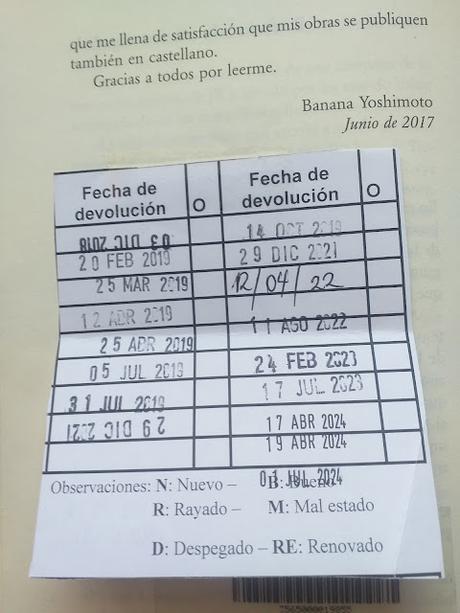 que me llena de satisfacción que mis obras se publiquen
también en castellano.
Gracias a todos por leerme.
Banana Yoshimoto
Junio de 2017
Fecha de devolución O Fecha de devolución O
03 DIC 2018 14 OCT 2019
20 FEB 2019 29 DIC 2021
25 MAR 2019 12/04/22
12 ABR 2019 11 AGO 2022
25 ABR 2019 24 FEB 2023
05 JUL 2019 17 JUL 2023
31 JUL 2019 17 ABR 2024
29 DIC 2021 19 ABR 2024
01 JUL 2024
Observaciones: N: Nuevo – B: Bueno
R: Rayado – M: Mal estado
D: Despegado – RE: Renovado